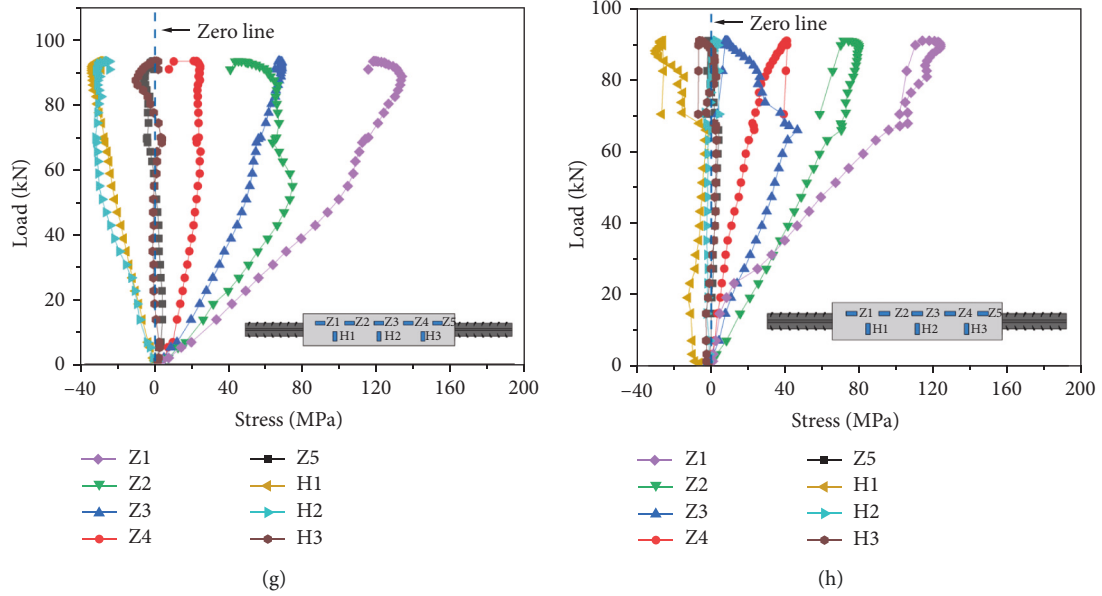 Zero line
100
80
60
40
20
0
Load (kN)
Z1 Z2 Z3 Z4 Z5
H1 H2 H3
−40 0 40 80 120 160 200
Stress (MPa)
Z1
Z2
Z3
Z4
Z5
H1
H2
H3
(g)
Zero line
100
80
60
40
20
0
Load (kN)
Z1 Z2 Z3 Z4 Z5
H1 H2 H3
−40 0 40 80 120 160 200
Stress (MPa)
Z1
Z2
Z3
Z4
Z5
H1
H2
H3
(h)